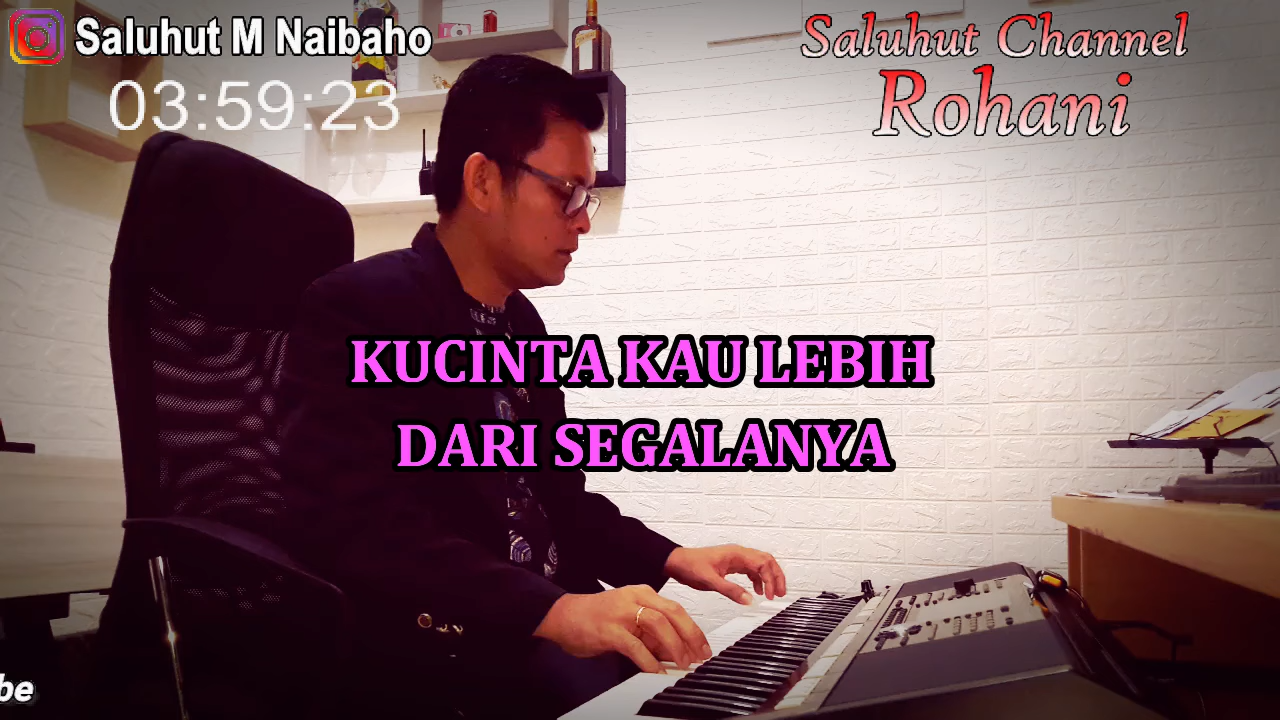 Saluhut M Naibaho
03:59:23
Saluhut Channel
Rohani
KUCINTA KAU LEBIH
DARI SEGALANYA
be